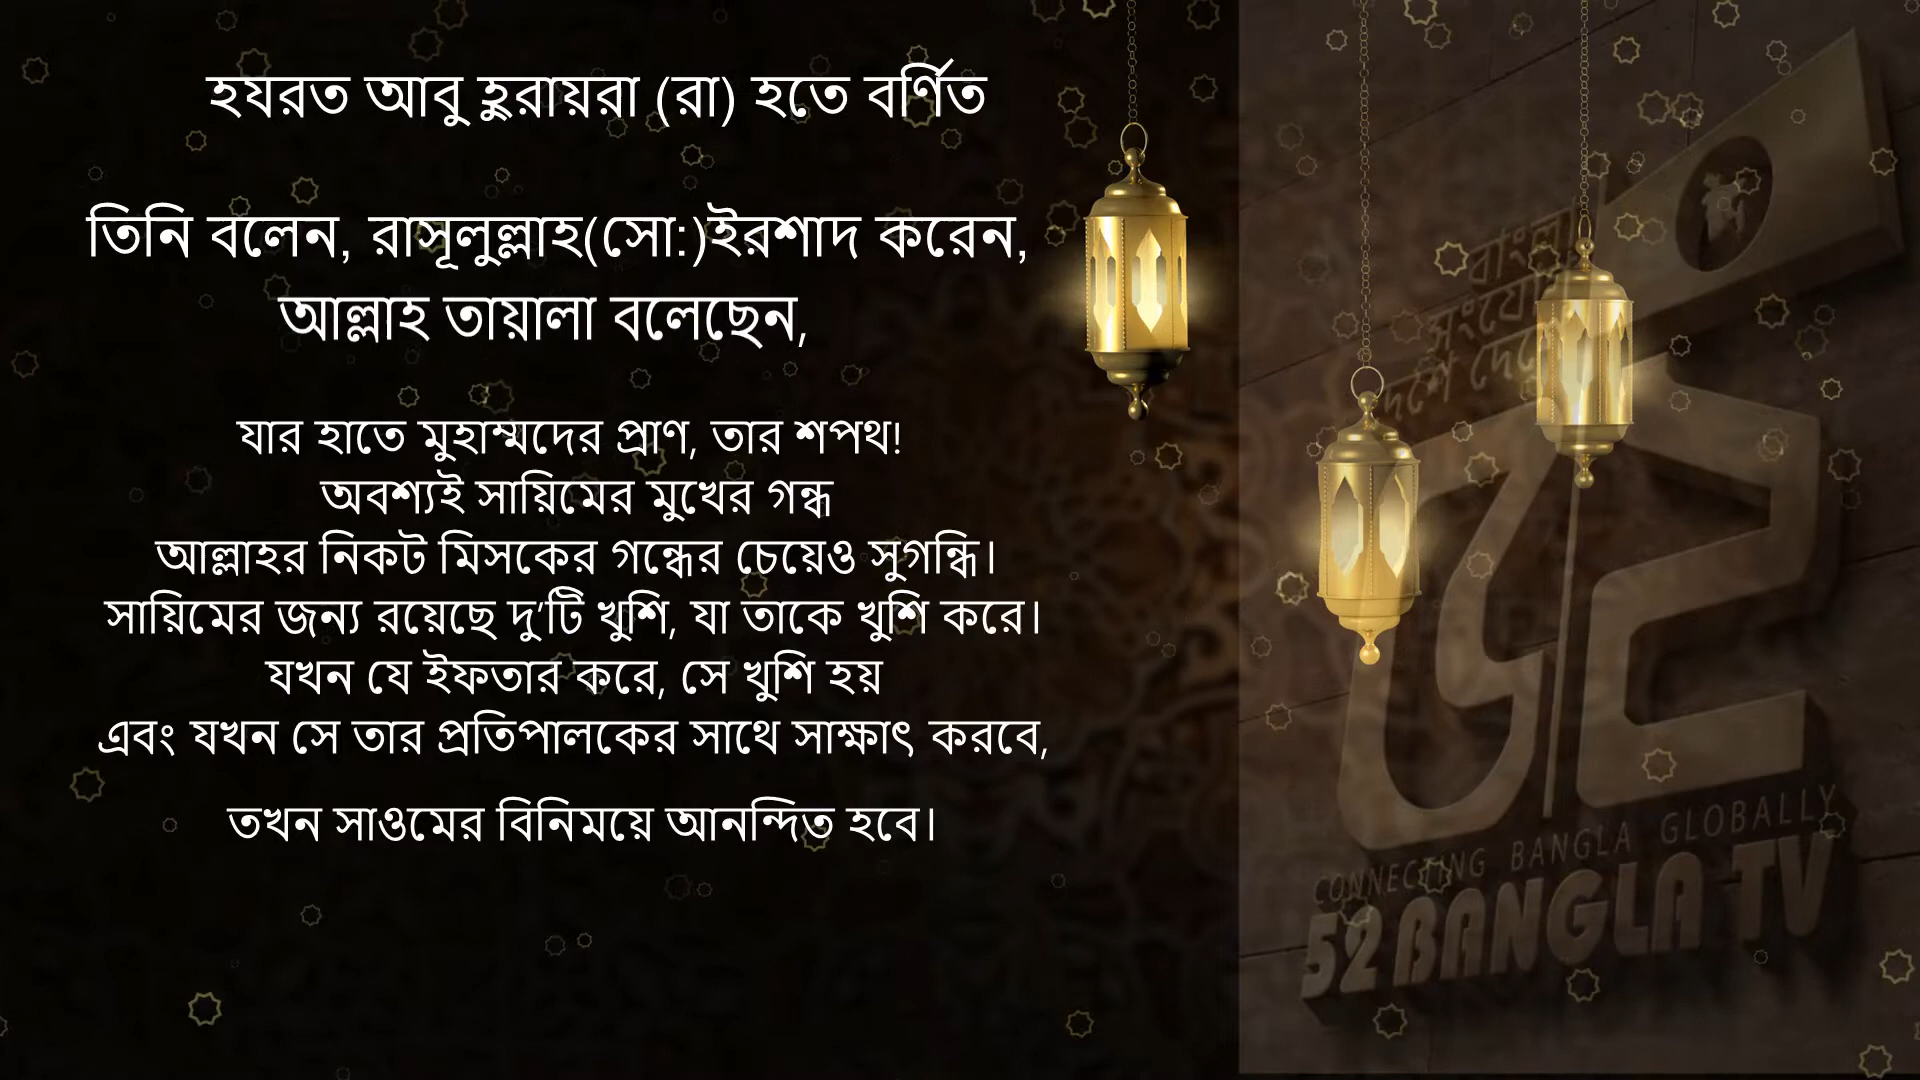 হযরত আবু হুরায়রা (রা) হতে বর্ণিত
তিনি বলেন, রাসূলুল্লাহ(সো:)ইরশাদ করেন,
আল্লাহ তায়ালা বলেছেন,
যার হাতে মুহাম্মদের প্রাণ, তার শপথ!
অবশ্যই সায়িমের মুখের গন্ধ
আল্লাহর নিকট মিসকের গন্ধের চেয়েও সুগন্ধি।
সায়িমের জন্য রয়েছে দু’টি খুশি, যা তাকে খুশি করে।
যখন যে ইফতার করে, সে খুশি হয়
এবং যখন সে তার প্রতিপালকের সাথে সাক্ষাৎ করবে,
তখন সাওমের বিনিময়ে আনন্দিত হবে।
বাংলা
দেশে
৫২
CONNECTING BANGLA GLOBALLY
52 BANGLA TV